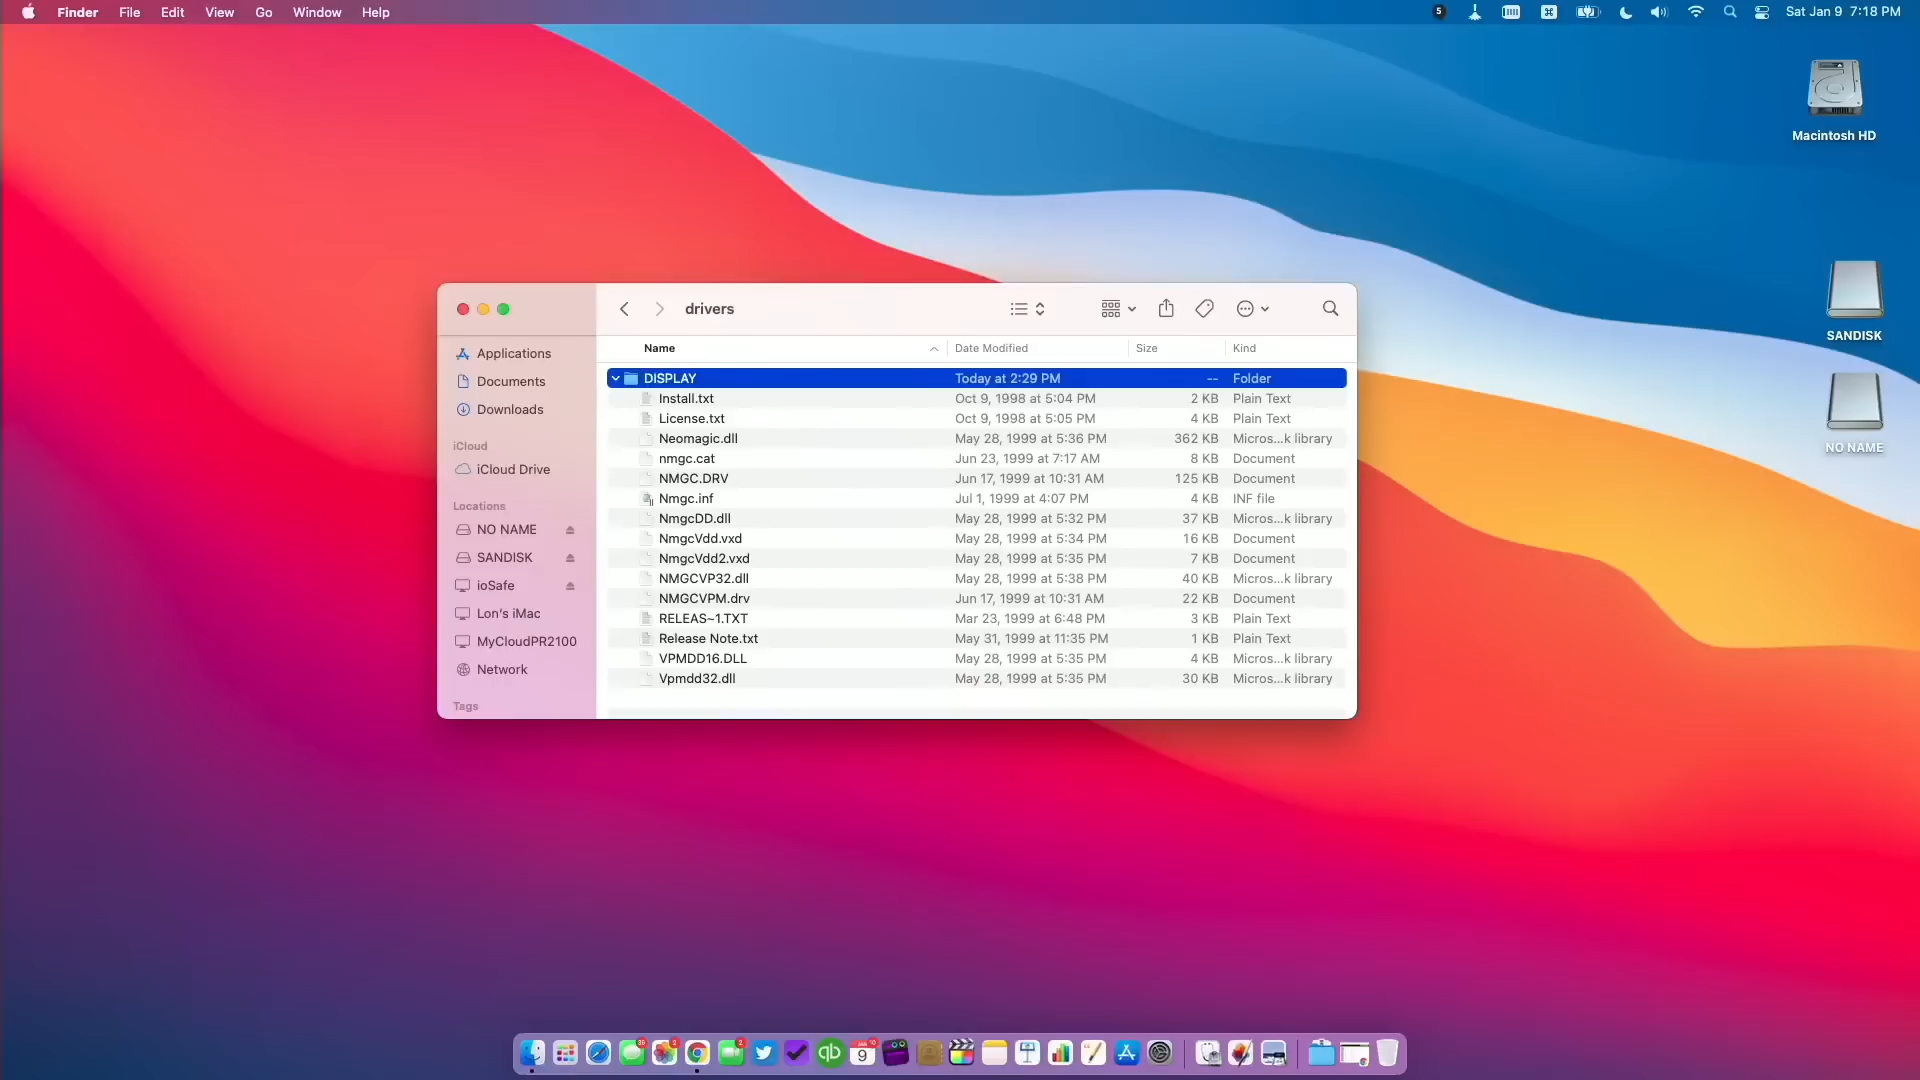 Finder File Edit View Go Window Help
5 Sat Jan 9 7:18 PM
Macintosh HD
SANDISK
NO NAME
drivers
Applications
Documents
Downloads
iCloud
iCloud Drive
Locations
NO NAME
SANDISK
ioSafe
Lon's iMac
MyCloudPR2100
Network
Tags
Name Date Modified Size Kind
DISPLAY Today at 2:29 PM -- Folder
Install.txt Oct 9, 1998 at 5:04 PM 2 KB Plain Text
License.txt Oct 9, 1998 at 5:05 PM 4 KB Plain Text
Neomagic.dll May 28, 1999 at 5:36 PM 362 KB Micros...k library
nmgc.cat Jun 23, 1999 at 7:17 AM 8 KB Document
NMGC.DRV Jun 17, 1999 at 10:31 AM 125 KB Document
Nmgc.inf Jul 1, 1999 at 4:07 PM 4 KB INF file
NmgcDD.dll May 28, 1999 at 5:32 PM 37 KB Micros...k library
NmgcVdd.vxd May 28, 1999 at 5:34 PM 16 KB Document
NmgcVdd2.vxd May 28, 1999 at 5:35 PM 7 KB Document
NMGCVP32.dll May 28, 1999 at 5:38 PM 40 KB Micros...k library
NMGCVPM.drv Jun 17, 1999 at 10:31 AM 22 KB Document
RELEAS~1.TXT Mar 23, 1999 at 6:48 PM 3 KB Plain Text
Release Note.txt May 31, 1999 at 11:35 PM 1 KB Plain Text
VPMDD16.DLL May 28, 1999 at 5:35 PM 4 KB Micros...k library
Vpmdd32.dll May 28, 1999 at 5:35 PM 30 KB Micros...k library
qb
9